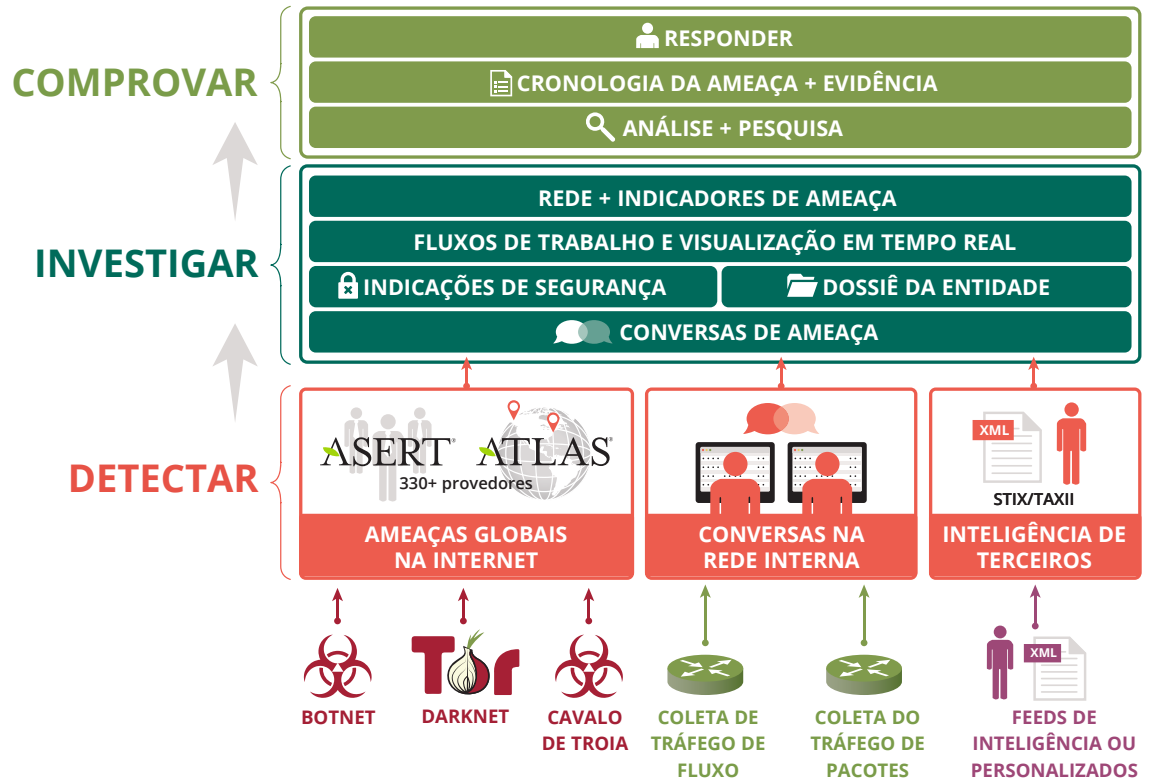 COMPROVAR
RESPONDER
CRONOLOGIA DA AMEAÇA + EVIDÊNCIA
ANÁLISE + PESQUISA
INVESTIGAR
REDE + INDICADORES DE AMEAÇA
FLUXOS DE TRABALHO E VISUALIZAÇÃO EM TEMPO REAL
INDICAÇÕES DE SEGURANÇA
DOSSIÊ DA ENTIDADE
CONVERSAS DE AMEAÇA
DETECTAR
ASERT®
ATLAS®
330+ provedores
AMEAÇAS GLOBAIS
NA INTERNET
CONVERSAS NA
REDE INTERNA
XML
STIX/TAXII
INTELIGÊNCIA DE
TERCEIROS
BOTNET
Tor
DARKNET
CAVALO
DE TROIA
COLETA DE
TRÁFEGO DE
FLUXO
COLETA DO
TRÁFEGO DE
PACOTES
XML
FEEDS DE
INTELIGÊNCIA OU
PERSONALIZADOS